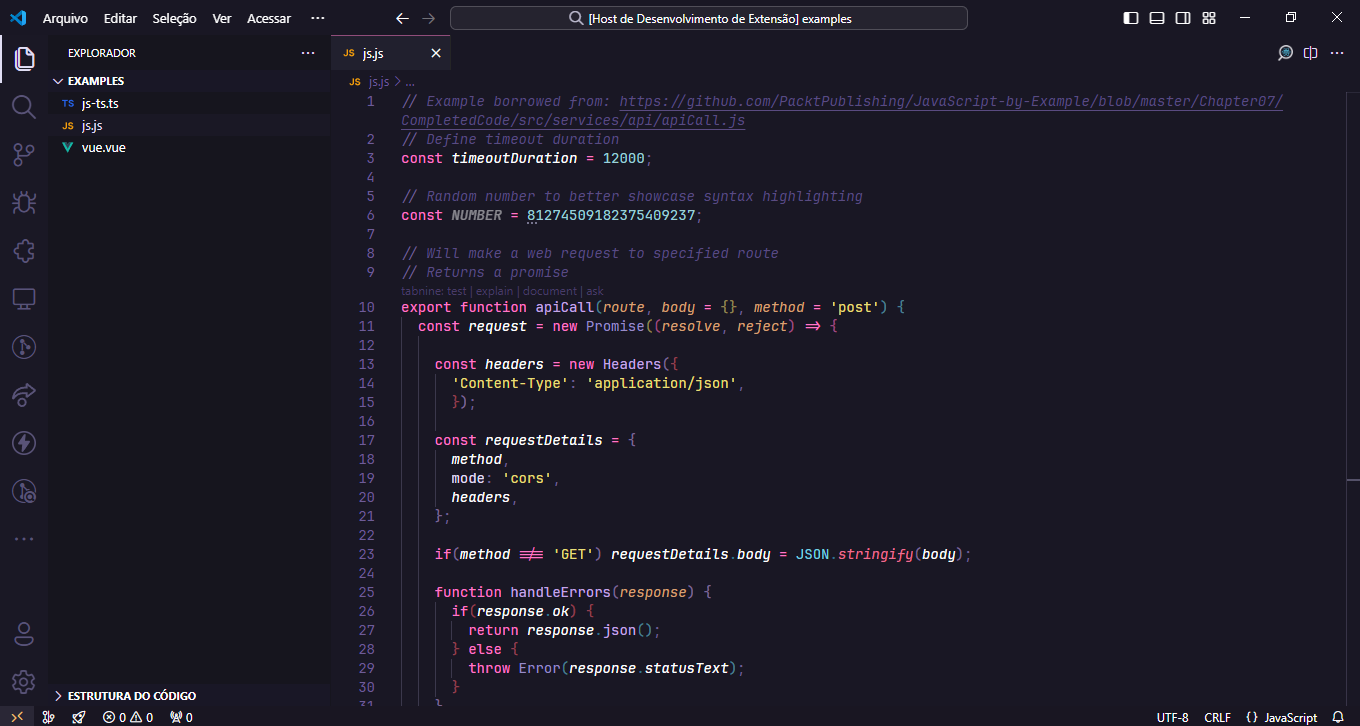 Arquivo Editar Seleção Ver Acessar ···
[Host de Desenvolvimento de Extensão] examples
EXPLORADOR ···
EXAMPLES
TS js-ts.ts
JS js.js
vue.vue
ESTRUTURA DO CÓDIGO
JS js.js
JS js.js > ...
1 // Example borrowed from: https://github.com/PacktPublishing/JavaScript-by-Example/blob/master/Chapter07/
CompletedCode/src/services/api/apiCall.js
2 // Define timeout duration
3 const timeoutDuration = 12000;
4
5 // Random number to better showcase syntax highlighting
6 const NUMBER = 81274509182375409237;
7
8 // Will make a web request to specified route
9 // Returns a promise
tabnine: test | explain | document | ask
10 export function apiCall(route, body = {}, method = 'post') {
11 const request = new Promise((resolve, reject) => {
12
13 const headers = new Headers({
14 'Content-Type': 'application/json',
15 });
16
17 const requestDetails = {
18 method,
19 mode: 'cors',
20 headers,
21 };
22
23 if(method !== 'GET') requestDetails.body = JSON.stringify(body);
24
25 function handleErrors(response) {
26 if(response.ok) {
27 return response.json();
28 } else {
29 throw Error(response.statusText);
30 }
31 }
0 0 0
UTF-8 CRLF {} JavaScript